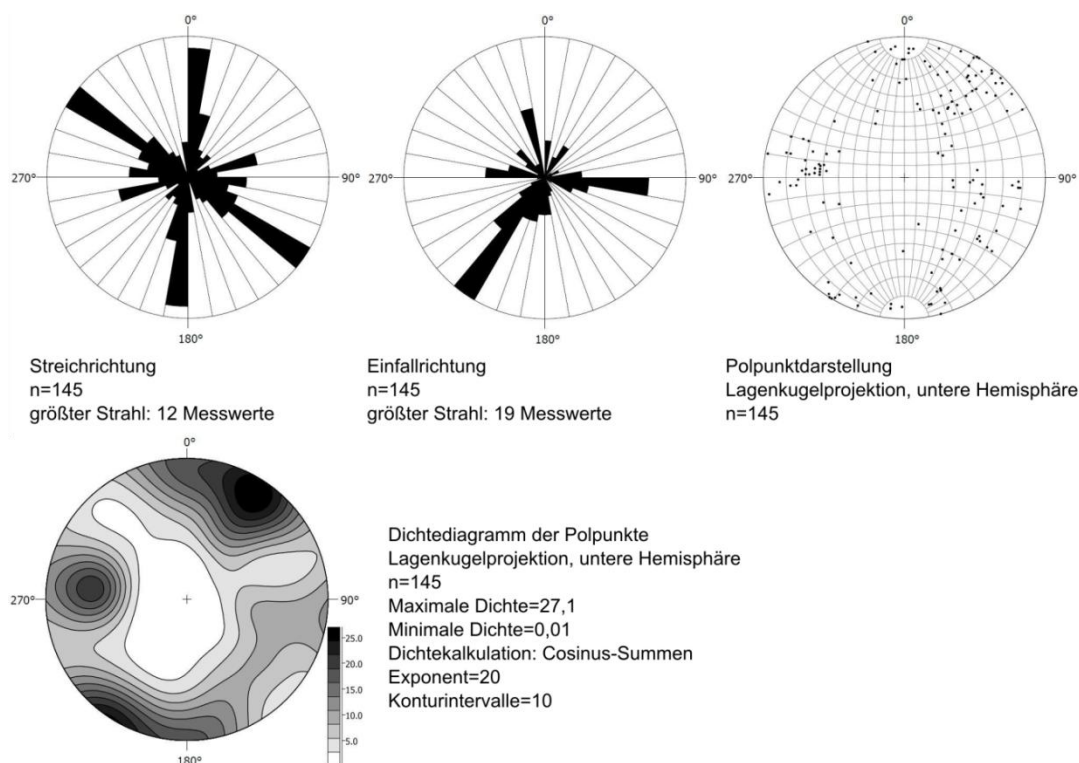 0°
270°
90°
180°
Streichrichtung
n=145
größter Strahl: 12 Messwerte
0°
270°
90°
180°
Einfallrichtung
n=145
größter Strahl: 19 Messwerte
0°
270°
90°
180°
Polpunktdarstellung
Lagenkugelprojektion, untere Hemisphäre
n=145
0°
270°
90°
180°
25.0
20.0
15.0
10.0
5.0
Dichtediagramm der Polpunkte
Lagenkugelprojektion, untere Hemisphäre
n=145
Maximale Dichte=27,1
Minimale Dichte=0,01
Dichtekalkulation: Cosinus-Summen
Exponent=20
Konturintervalle=10